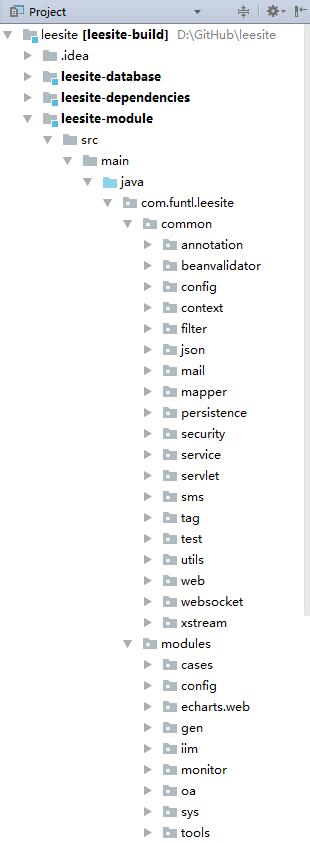 Project
leesite [leesite-build] D:\GitHub\leesite
.idea
leesite-database
leesite-dependencies
leesite-module
src
main
java
com.funtl.leesite
common
annotation
beanvalidator
config
context
filter
json
mail
mapper
persistence
security
service
servlet
sms
tag
test
utils
web
websocket
xstream
modules
cases
config
echarts.web
gen
iim
monitor
oa
sys
tools